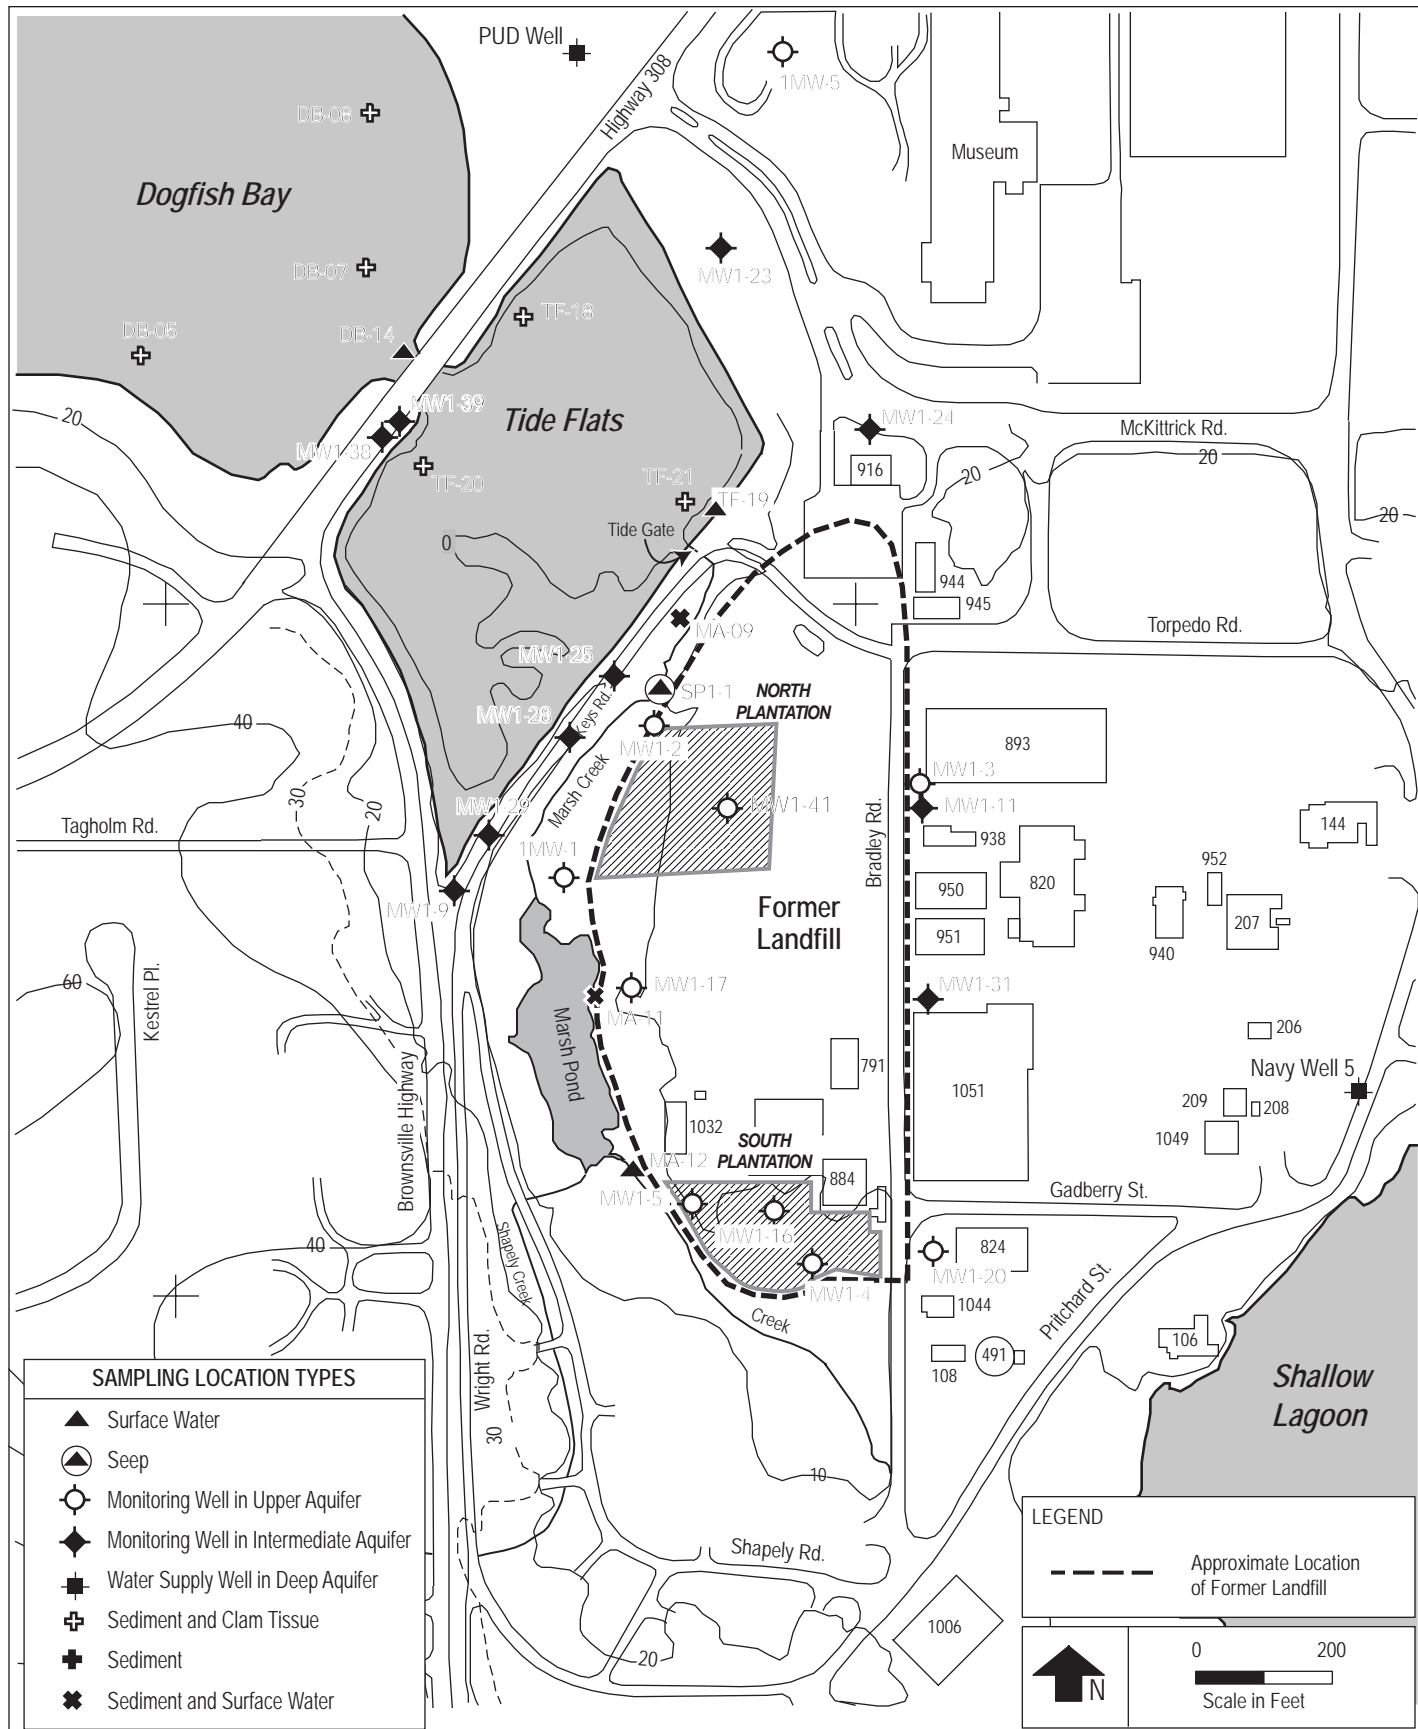 PUD Well
1MW-5
Highway 308
DB-08
Museum
Dogfish Bay
MW1-23
DB-07
TF-18
DB-05
DB-14
20
MW1-39
Tide Flats
MW1-24
McKittrick Rd.
MW1-38
916
20
20
TF-20
TF-21
TF-19
20
Tide Gate
0
944
945
MA-09
Torpedo Rd.
MW1-25
SP1-1
NORTH
PLANTATION
Keys Rd.
40
MW1-28
MW1-2
893
Marsh Creek
MW1-3
30
20
MW1-41
MW1-11
Tagholm Rd.
MW1-29
Bradley Rd.
938
144
1MW-1
952
950
820
MW1-9
Former
Landfill
207
951
940
60
MW1-17
MW1-31
Kestrel Pl.
MA-11
206
Marsh Pond
791
Navy Well 5
1051
209
208
Brownsville Highway
1032
1049
SOUTH
PLANTATION
MA-12
884
MW1-5
Gadberry St.
MW1-16
40
Shapely Creek
824
MW1-20
MW1-4
1044
Creek
Pritchard St.
106
491
108
Wright Rd.
Shallow
Lagoon
30
10
SAMPLING LOCATION TYPES
Surface Water
Seep
Monitoring Well in Upper Aquifer
Monitoring Well in Intermediate Aquifer
Water Supply Well in Deep Aquifer
Sediment and Clam Tissue
Sediment
Sediment and Surface Water
Shapely Rd.
20
1006
LEGEND
Approximate Location
of Former Landfill
N
0 200
Scale in Feet